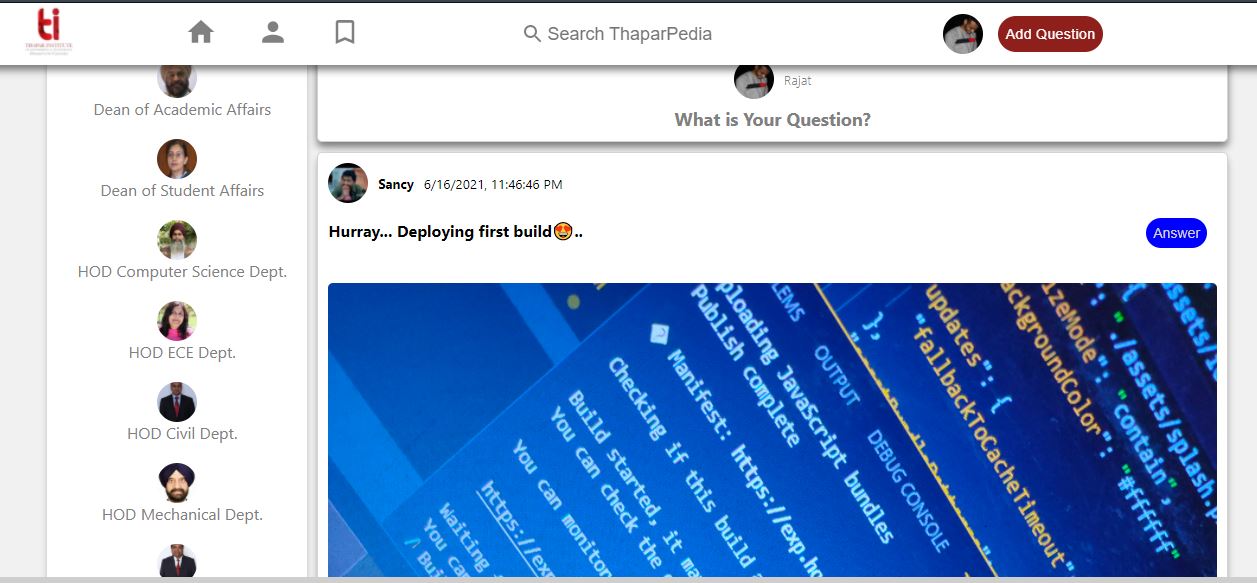 ti
THAPAR INSTITUTE
Search ThaparPedia
Add Question
Dean of Academic Affairs
Dean of Student Affairs
HOD Computer Science Dept.
HOD ECE Dept.
HOD Civil Dept.
HOD Mechanical Dept.
Rajat
What is Your Question?
Sancy 6/16/2021, 11:46:46 PM
Hurray... Deploying first build😍..
Answer
ploading JavaScript bundles
Publish complete
Manifest: https://exp.ho
Checking if this build
Build started, it ma
You can check the
You can monitor
https://exp
Waiting
You can
Bui
LEMS
OUTPUT
DEBUG CONSOLE
},
"updates": {
"fallbackToCacheTimeout"
izeMode": "contain",
ackgroundColor": "#ffffff"
"./assets/splash.
assets/